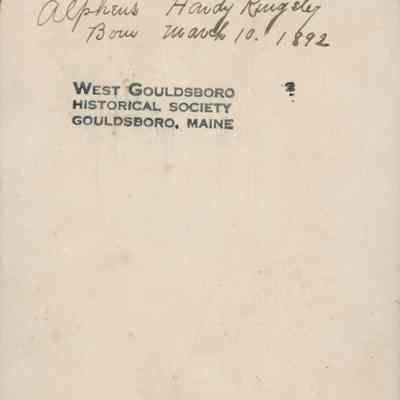 Alpheus Hardy Kingsley
Born March 10. 1892
WEST GOULDSBORO
HISTORICAL SOCIETY
GOULDSBORO, MAINE
?